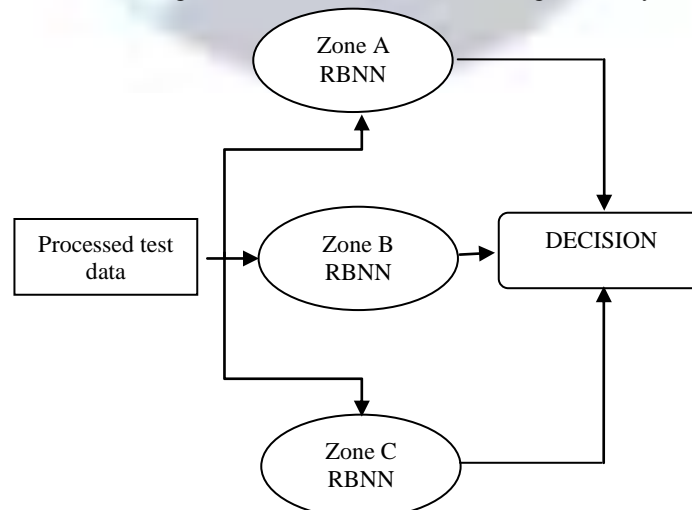 Zone A
RBNN
Processed test
data
Zone B
RBNN
DECISION
Zone C
RBNN